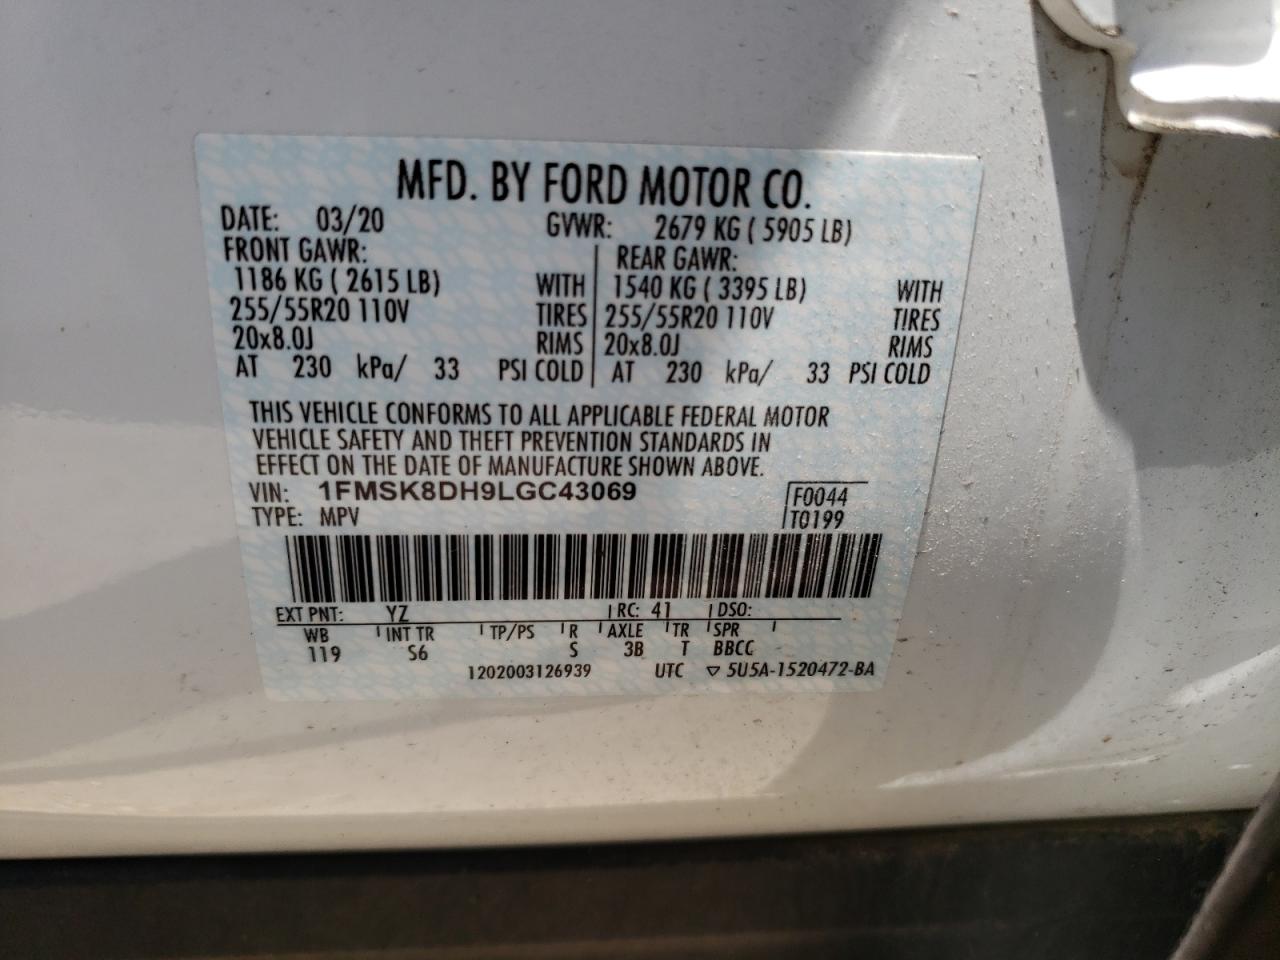 MFD. BY FORD MOTOR CO.
DATE: 03/20 GVWR: 2679 KG ( 5905 LB)
FRONT GAWR: REAR GAWR:
1186 KG ( 2615 LB) WITH 1540 KG ( 3395 LB) WITH
255/55R20 110V TIRES 255/55R20 110V TIRES
20x8.0J RIMS 20x8.0J RIMS
AT 230 kPa/ 33 PSI COLD AT 230 kPa/ 33 PSI COLD
THIS VEHICLE CONFORMS TO ALL APPLICABLE FEDERAL MOTOR
VEHICLE SAFETY AND THEFT PREVENTION STANDARDS IN
EFFECT ON THE DATE OF MANUFACTURE SHOWN ABOVE.
VIN: 1FMSK8DH9LGC43069 F0044
TYPE: MPV T0199
EXT PNT: YZ RC: 41 DSO:
WB INT TR TP/PS R AXLE TR SPR
119 S6 S 3B T BBCC
1202003126939 UTC ▽ 5U5A-1520472-BA